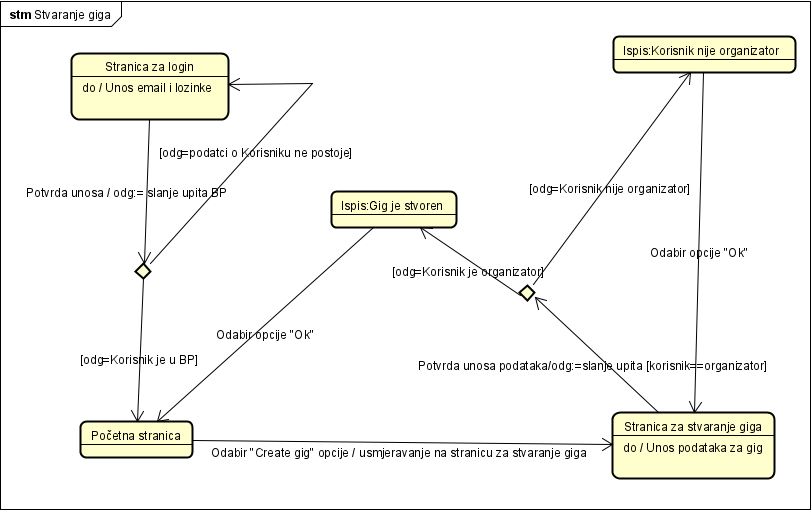 stm Stvaranje giga
Stranica za login
do / Unos email i lozinke
Ispis:Korisnik nije organizator
[odg=podatci o Korisniku ne postoje]
Potvrda unosa / odg:= slanje upita BP
Ispis:Gig je stvoren
[odg=Korisnik nije organizator]
Odabir opcije "Ok"
[odg=Korisnik je organizator]
Odabir opcije "Ok"
[odg=Korisnik je u BP]
Potvrda unosa podataka/odg:=slanje upita [korisnik==organizator]
Početna stranica
Stranica za stvaranje giga
do / Unos podataka za gig
Odabir "Create gig" opcije / usmjeravanje na stranicu za stvaranje giga